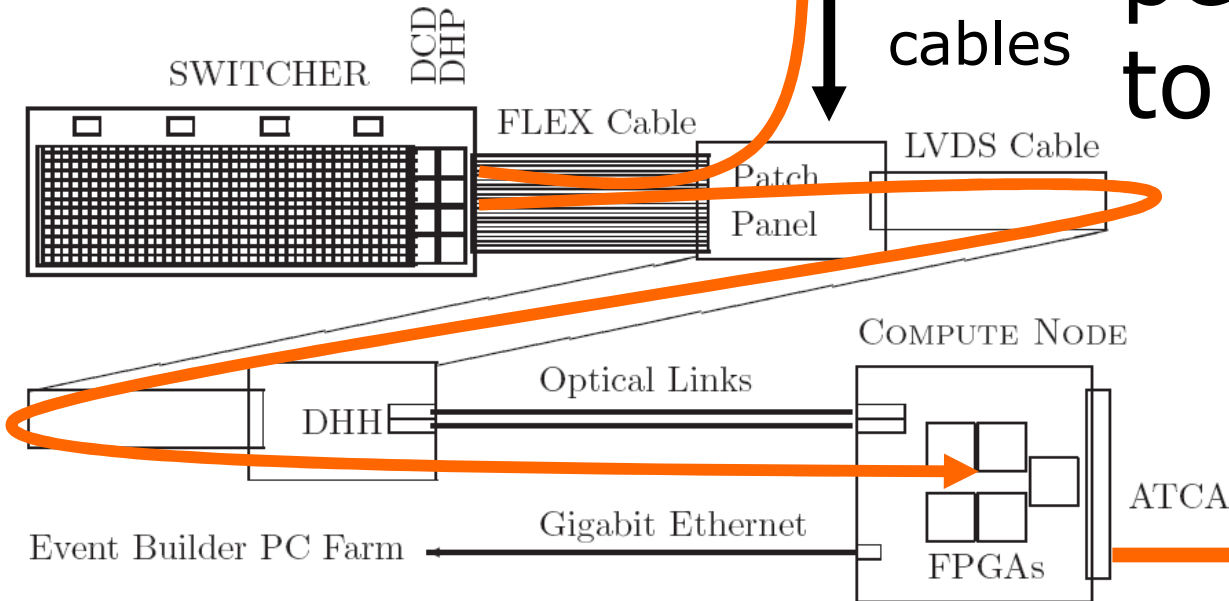 DCD
DHP
cables
to
SWITCHER
FLEX Cable
LVDS Cable
Patch
Panel
COMPUTE NODE
Optical Links
DHH
ATCA
Gigabit Ethernet
Event Builder PC Farm
FPGAs